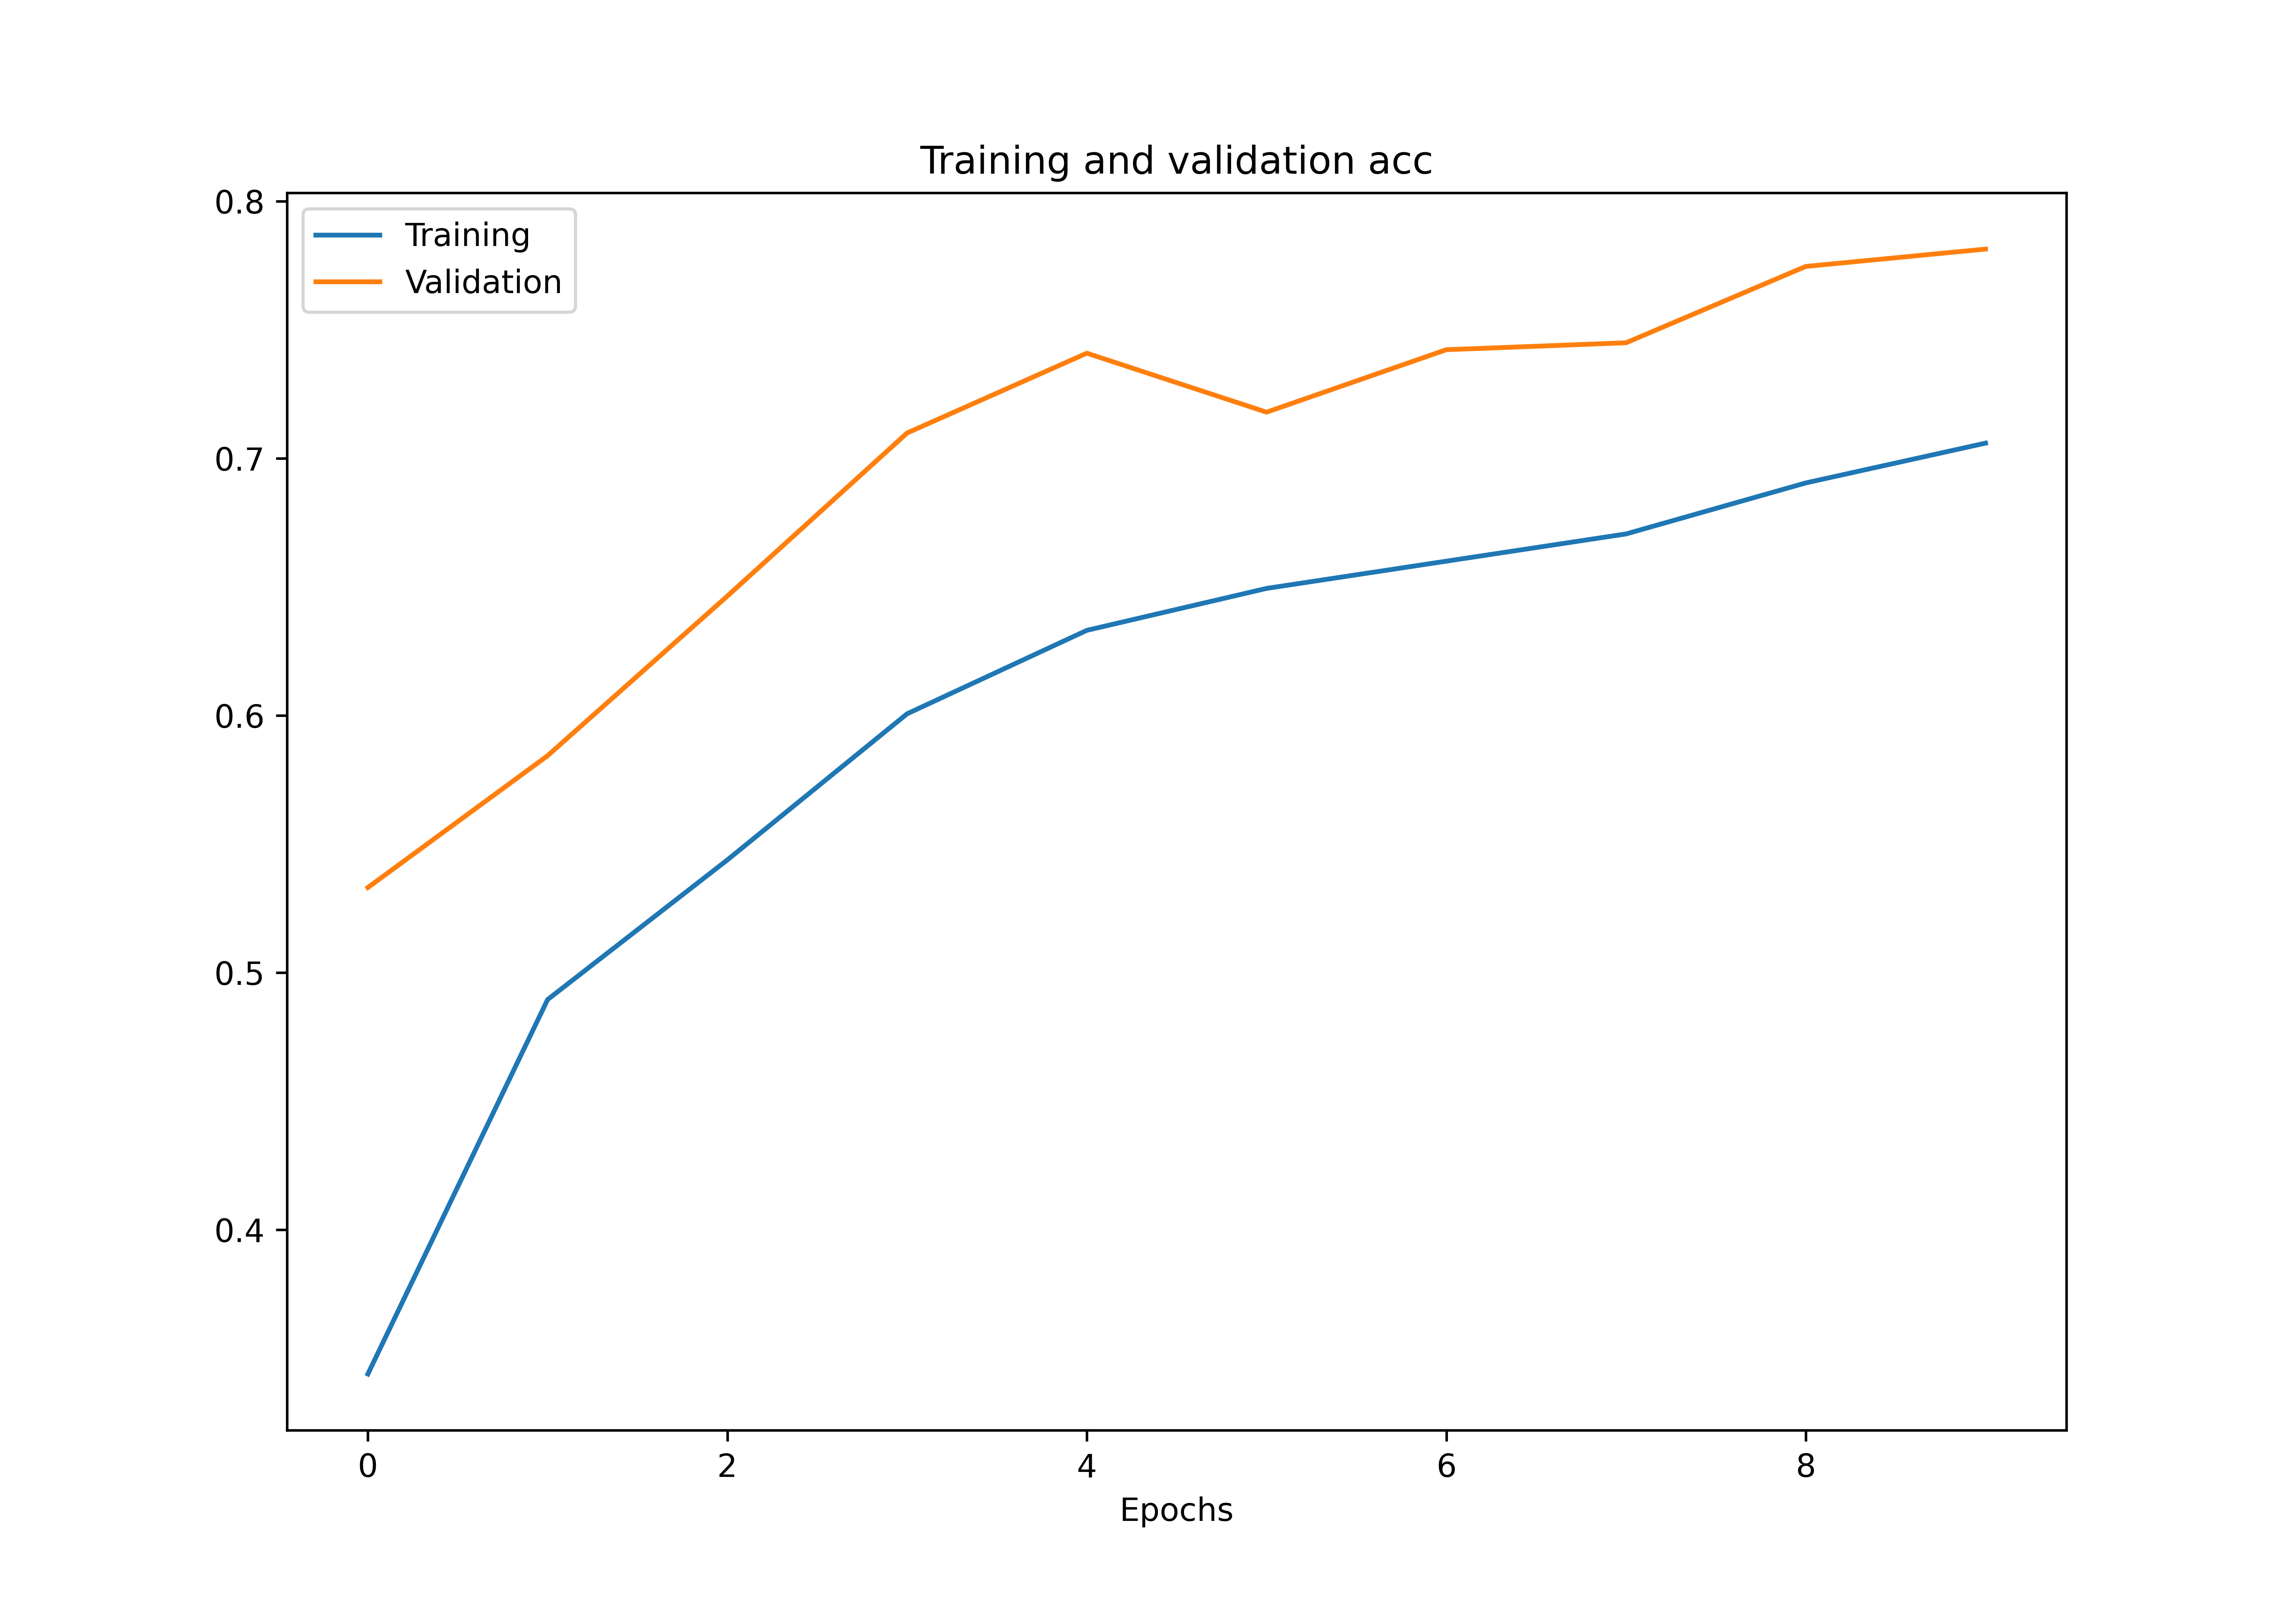 Training and validation acc
0.8
Training
Validation
0.7
0.6
0.5
0.4
0 2 4 6 8
Epochs